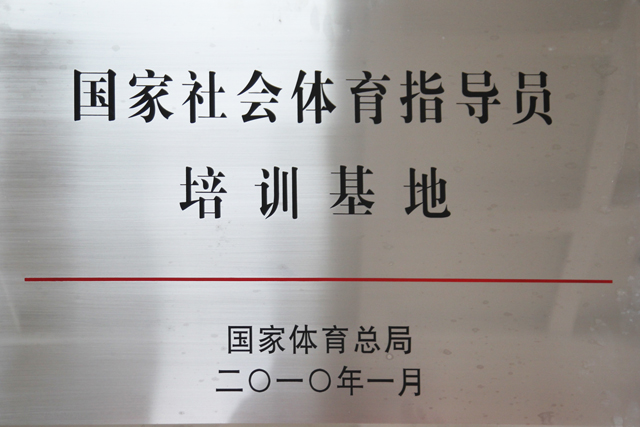 国家社会体育指导员
培训基地
国家体育总局
二〇一〇年一月